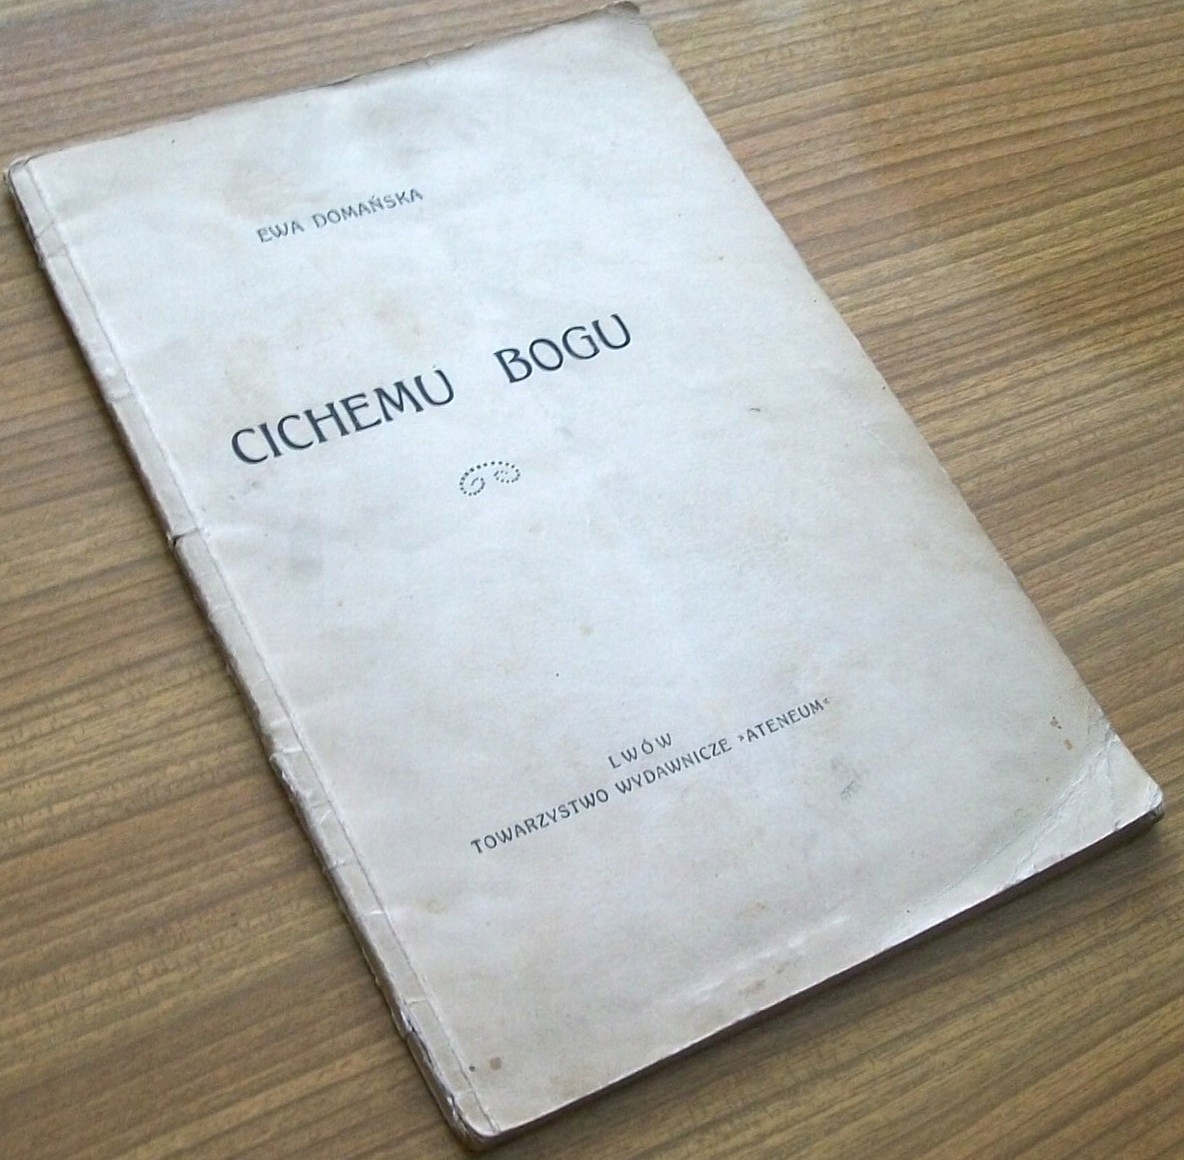 EWA DOMAŃSKA
CICHEMU BOGU
LWÓW
TOWARZYSTWO WYDAWNICZE »ATENEUM«